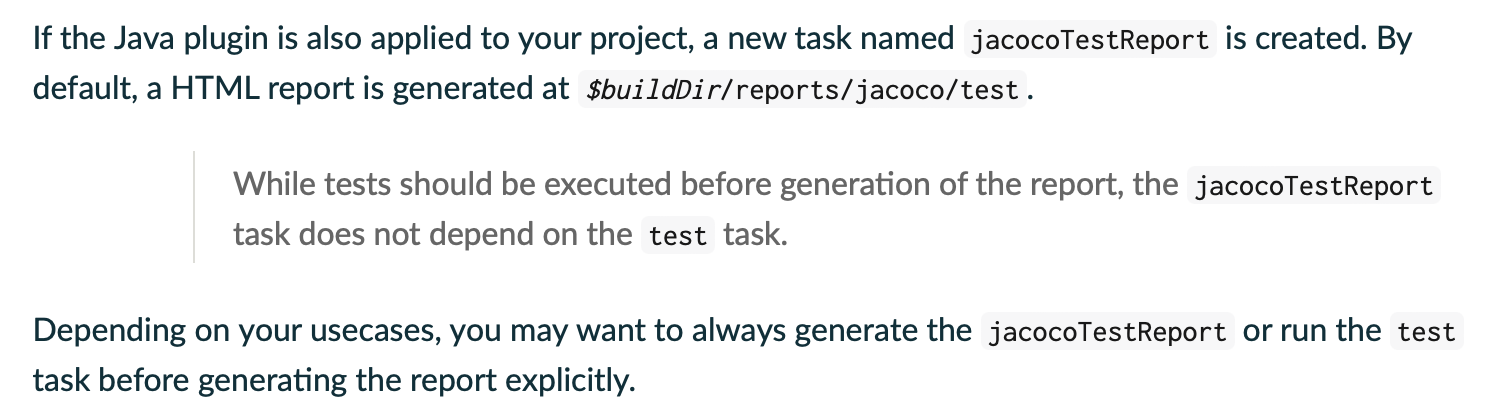 If the Java plugin is also applied to your project, a new task named jacocoTestReport is created. By
default, a HTML report is generated at $buildDir/reports/jacoco/test.
While tests should be executed before generation of the report, the jacocoTestReport
task does not depend on the test task.
Depending on your usecases, you may want to always generate the jacocoTestReport or run the test
task before generating the report explicitly.